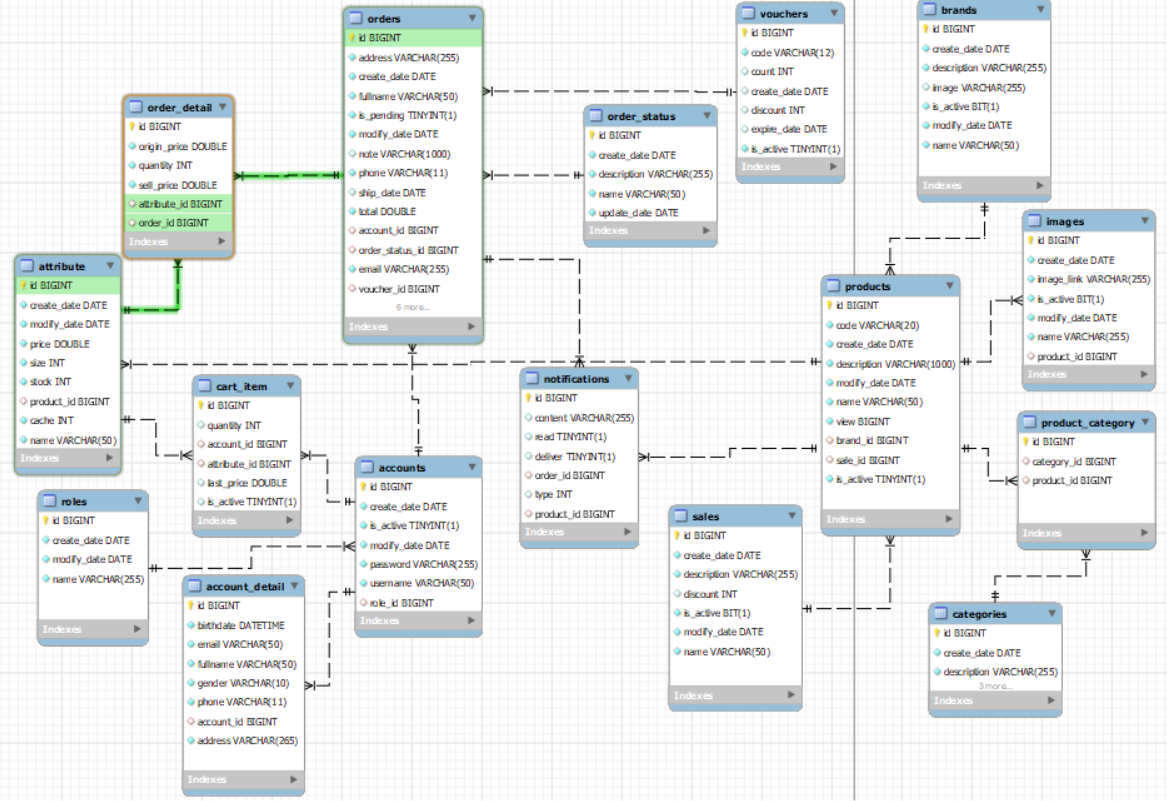 orders
id BIGINT
address VARCHAR(255)
create_date DATE
fullname VARCHAR(50)
is_pending TINYINT(1)
modify_date DATE
note VARCHAR(1000)
phone VARCHAR(11)
ship_date DATE
total DOUBLE
account_id BIGINT
order_status_id BIGINT
email VARCHAR(255)
voucher_id BIGINT
6 more...
Indexes
vouchers
id BIGINT
code VARCHAR(12)
count INT
create_date DATE
discount INT
expire_date DATE
is_active TINYINT(1)
Indexes
brands
id BIGINT
create_date DATE
description VARCHAR(255)
image VARCHAR(255)
is_active BIT(1)
modify_date DATE
name VARCHAR(50)
Indexes
order_detail
id BIGINT
origin_price DOUBLE
quantity INT
sell_price DOUBLE
attribute_id BIGINT
order_id BIGINT
Indexes
order_status
id BIGINT
create_date DATE
description VARCHAR(255)
name VARCHAR(50)
update_date DATE
Indexes
images
id BIGINT
create_date DATE
image_link VARCHAR(255)
is_active BIT(1)
modify_date DATE
name VARCHAR(255)
product_id BIGINT
Indexes
attribute
id BIGINT
create_date DATE
modify_date DATE
price DOUBLE
size INT
stock INT
product_id BIGINT
cache INT
name VARCHAR(50)
Indexes
products
id BIGINT
code VARCHAR(20)
create_date DATE
description VARCHAR(1000)
modify_date DATE
name VARCHAR(50)
view BIGINT
brand_id BIGINT
sale_id BIGINT
is_active TINYINT(1)
Indexes
cart_item
id BIGINT
quantity INT
account_id BIGINT
attribute_id BIGINT
last_price DOUBLE
is_active TINYINT(1)
Indexes
notifications
id BIGINT
content VARCHAR(255)
read TINYINT(1)
deliver TINYINT(1)
order_id BIGINT
type INT
product_id BIGINT
Indexes
product_category
id BIGINT
category_id BIGINT
product_id BIGINT
Indexes
accounts
id BIGINT
create_date DATE
is_active TINYINT(1)
modify_date DATE
password VARCHAR(255)
username VARCHAR(50)
role_id BIGINT
Indexes
roles
id BIGINT
create_date DATE
modify_date DATE
name VARCHAR(255)
Indexes
sales
id BIGINT
create_date DATE
description VARCHAR(255)
discount INT
is_active BIT(1)
modify_date DATE
name VARCHAR(50)
Indexes
account_detail
id BIGINT
birthdate DATETIME
email VARCHAR(50)
fullname VARCHAR(50)
gender VARCHAR(10)
phone VARCHAR(11)
account_id BIGINT
address VARCHAR(265)
Indexes
categories
id BIGINT
create_date DATE
description VARCHAR(255)
3 more...
Indexes